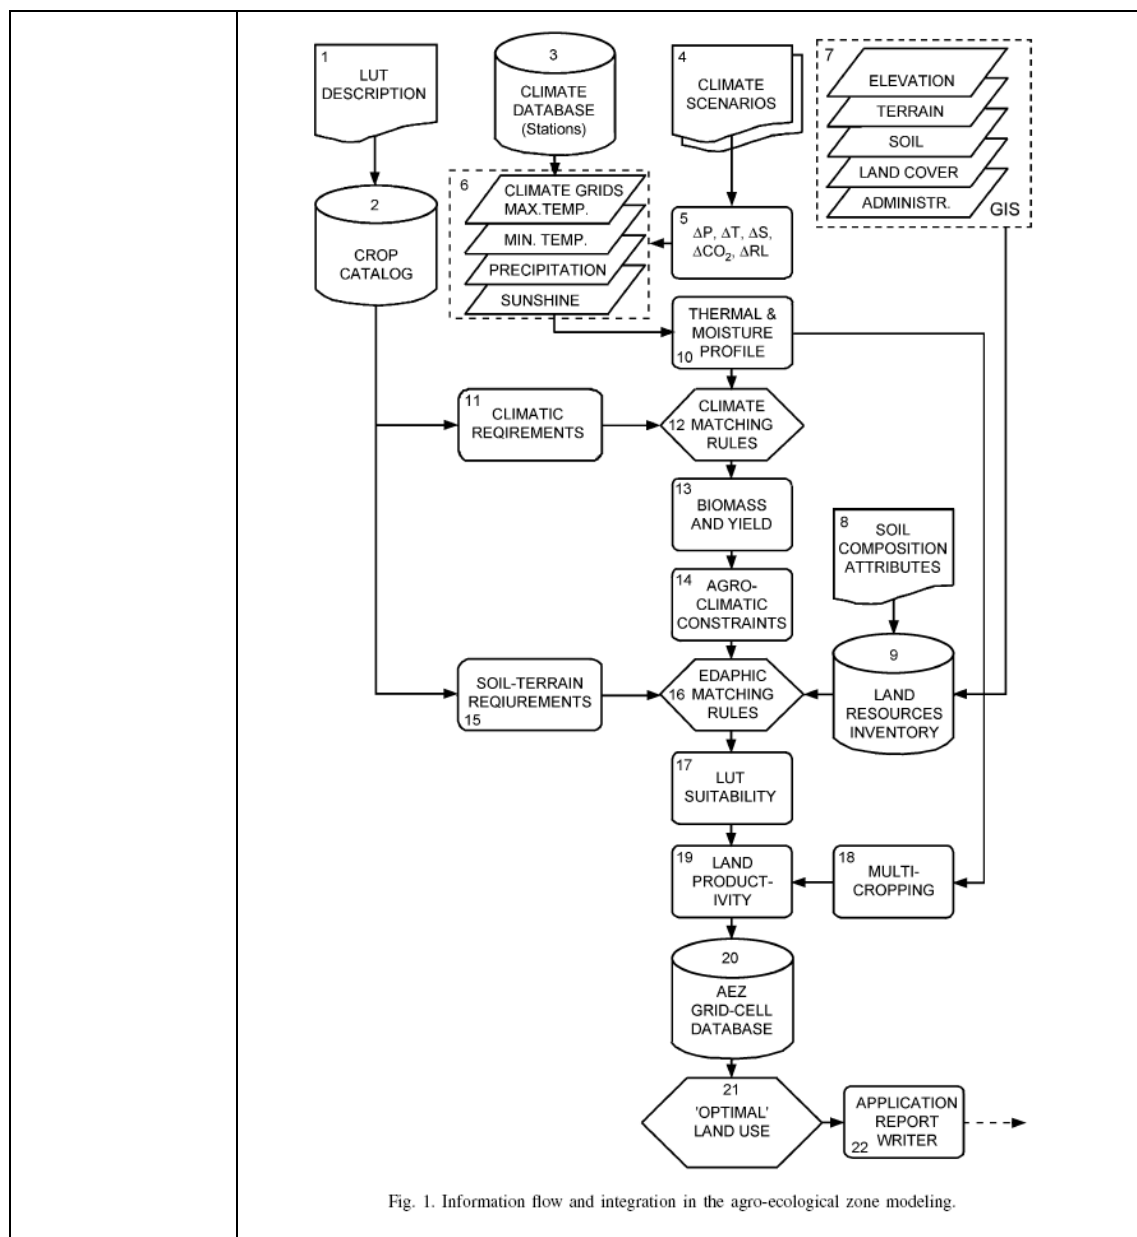 1
LUT
DESCRIPTION
3
CLIMATE
DATABASE
(Stations)
4
CLIMATE
SCENARIOS
7
ELEVATION
TERRAIN
SOIL
LAND COVER
ADMINISTR.
GIS
2
CROP
CATALOG
6
CLIMATE GRIDS
MAX.TEMP.
MIN. TEMP.
PRECIPITATION
SUNSHINE
5
ΔP, ΔT, ΔS,
ΔCO₂, ΔRL
THERMAL &
MOISTURE
PROFILE
10
11
CLIMATIC
REQIREMENTS
CLIMATE
12 MATCHING
RULES
13
BIOMASS
AND YIELD
8
SOIL
COMPOSITION
ATTRIBUTES
14
AGRO-
CLIMATIC
CONSTRAINTS
9
LAND
RESOURCES
INVENTORY
SOIL-TERRAIN
REQIUREMENTS
15
EDAPHIC
16 MATCHING
RULES
17
LUT
SUITABILITY
19
LAND
PRODUCT-
IVITY
18
MULTI-
CROPPING
20
AEZ
GRID-CELL
DATABASE
21
'OPTIMAL'
LAND USE
APPLICATION
REPORT
WRITER
22
Fig. 1. Information flow and integration in the agro-ecological zone modeling.